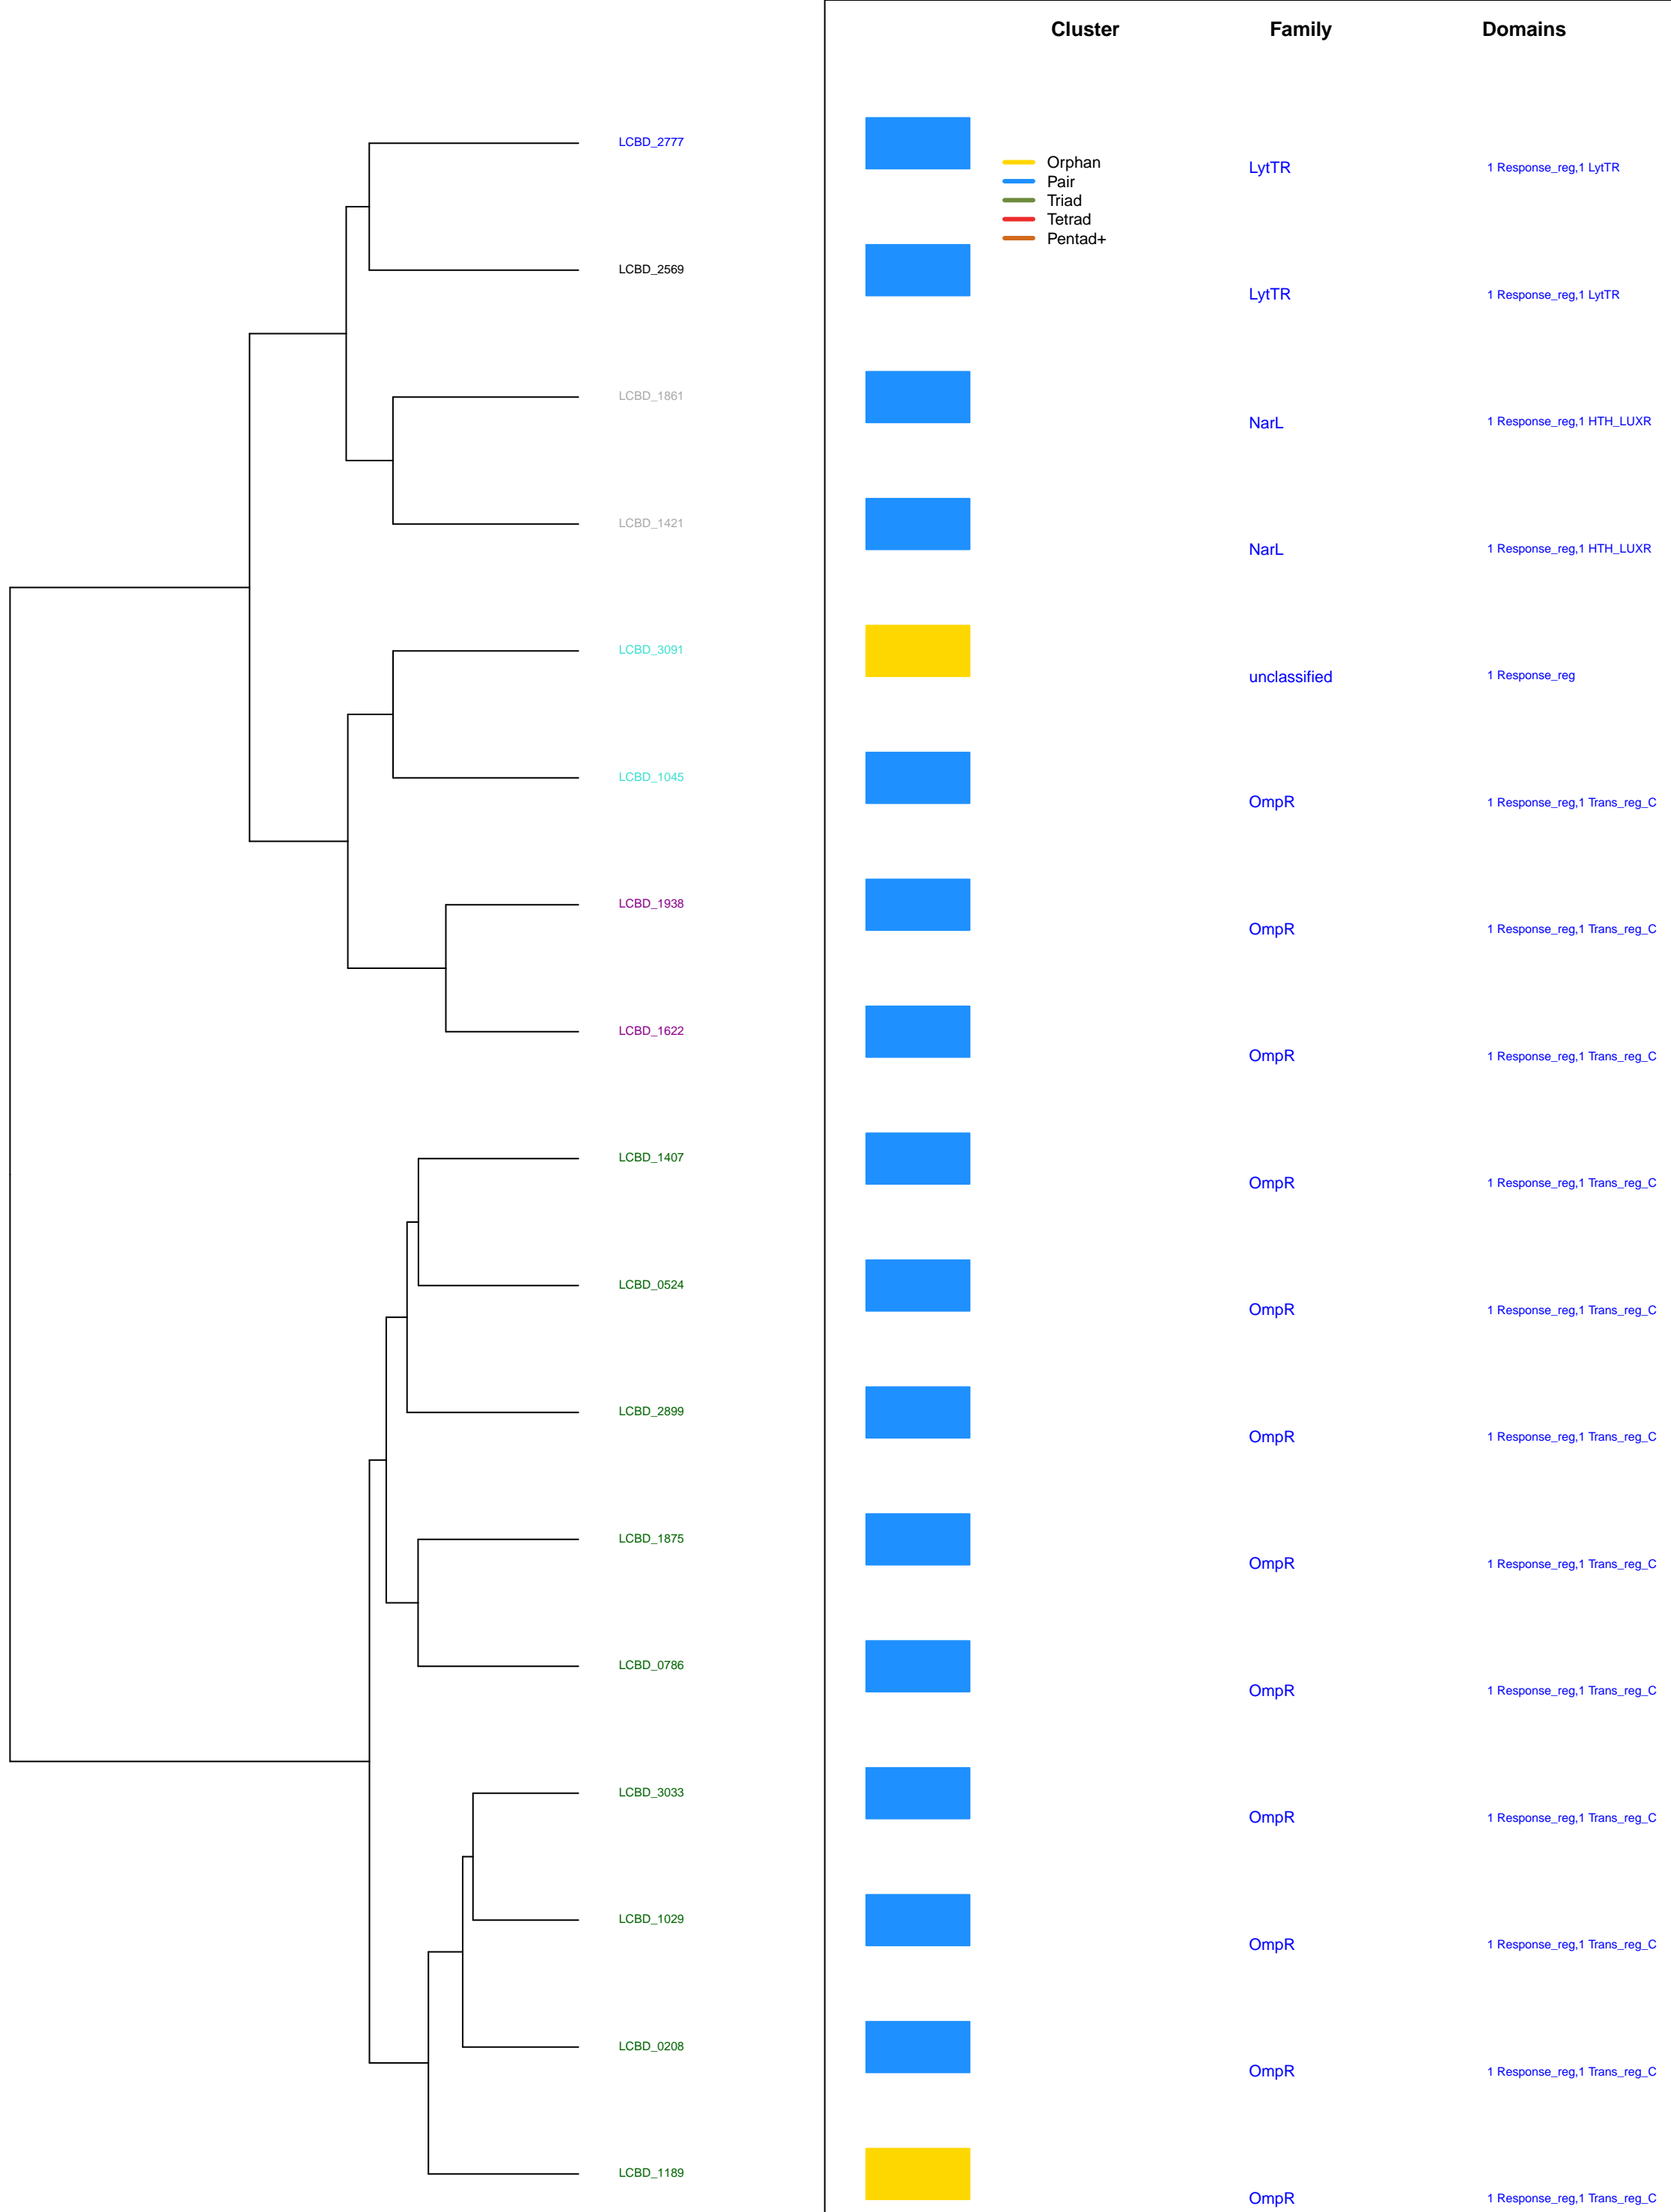 Cluster Family Domains
LCBD_2777
Orphan
LytTR 1 Response_reg,1 LytTR
Pair
Triad
Tetrad
Pentad+
LCBD_2569
LytTR 1 Response_reg,1 LytTR
LCBD_1861
NarL 1 Response_reg,1 HTH_LUXR
LCBD_1421
NarL 1 Response_reg,1 HTH_LUXR
LCBD_3091
unclassified 1 Response_reg
LCBD_1045
OmpR 1 Response_reg,1 Trans_reg_C
LCBD_1938
OmpR 1 Response_reg,1 Trans_reg_C
LCBD_1622
OmpR 1 Response_reg,1 Trans_reg_C
LCBD_1407
OmpR 1 Response_reg,1 Trans_reg_C
LCBD_0524
OmpR 1 Response_reg,1 Trans_reg_C
LCBD_2899
OmpR 1 Response_reg,1 Trans_reg_C
LCBD_1875
OmpR 1 Response_reg,1 Trans_reg_C
LCBD_0786
OmpR 1 Response_reg,1 Trans_reg_C
LCBD_3033
OmpR 1 Response_reg,1 Trans_reg_C
LCBD_1029
OmpR 1 Response_reg,1 Trans_reg_C
LCBD_0208
OmpR 1 Response_reg,1 Trans_reg_C
LCBD_1189
OmpR 1 Response_reg,1 Trans_reg_C